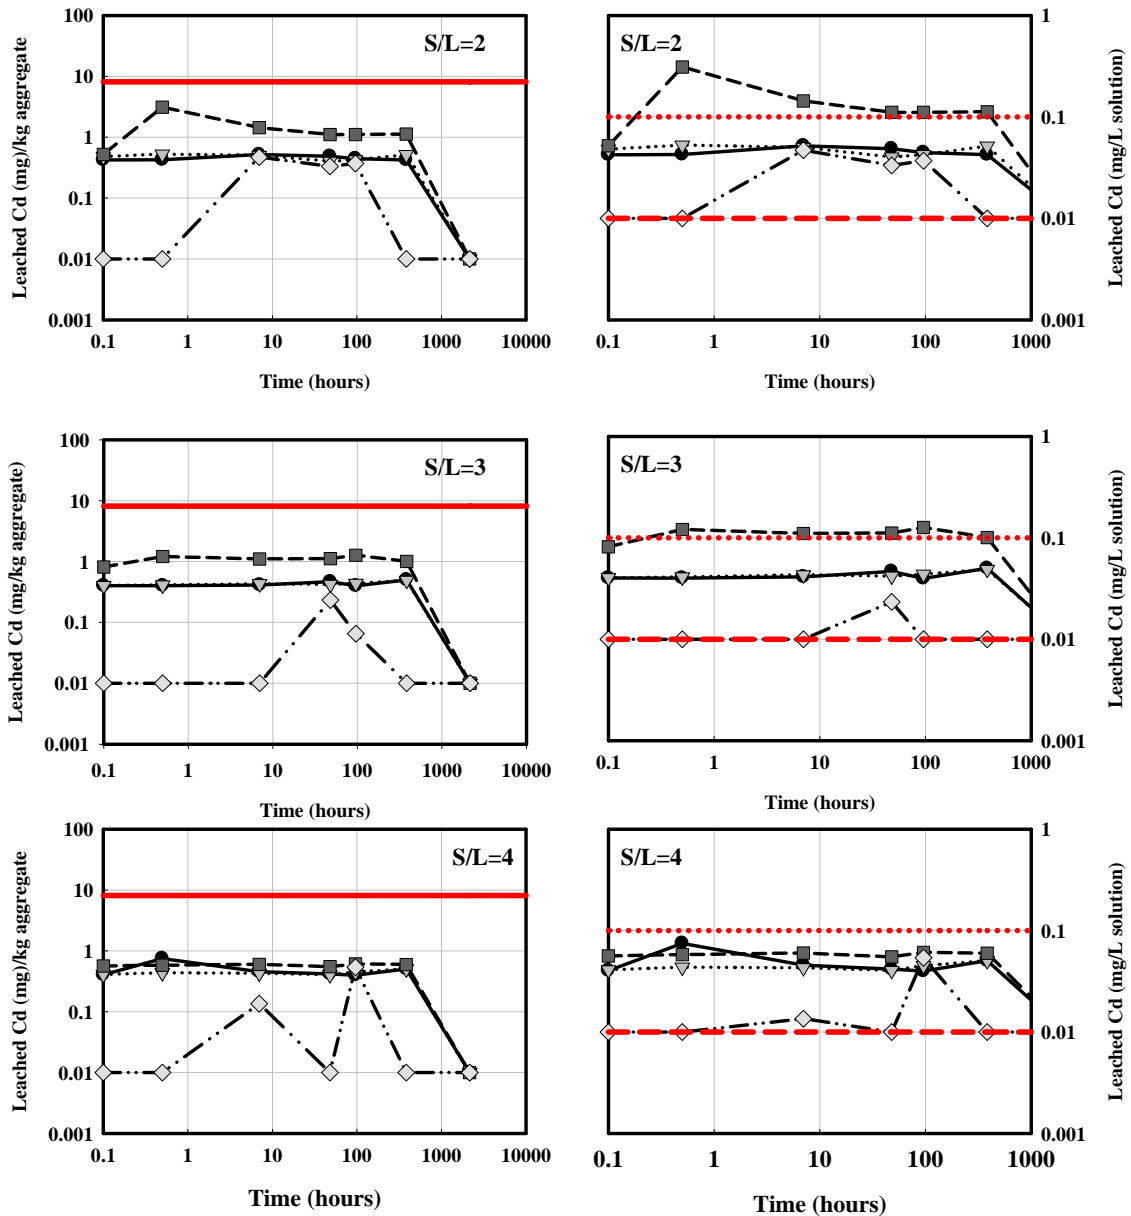 100
10
1
0.1
0.01
0.001
Leached Cd (mg)/kg aggregate
S/L=2
0.1 1 10 100 1000 10000
Time (hours)
S/L=2
1
0.1
0.01
0.001
Leached Cd (mg/L solution)
0.1 1 10 100 1000
Time (hours)
100
10
1
0.1
0.01
0.001
Leached Cd (mg/kg aggregate)
S/L=3
0.1 1 10 100 1000 10000
Time (hours)
S/L=3
1
0.1
0.01
0.001
Leached Cd (mg/L solution)
0.1 1 10 100 1000
Time (hours)
100
10
1
0.1
0.01
0.001
Leached Cd (mg)/kg aggregate
S/L=4
0.1 1 10 100 1000 10000
Time (hours)
S/L=4
1
0.1
0.01
0.001
Leached Cd (mg/L solution)
0.1 1 10 100 1000
Time (hours)